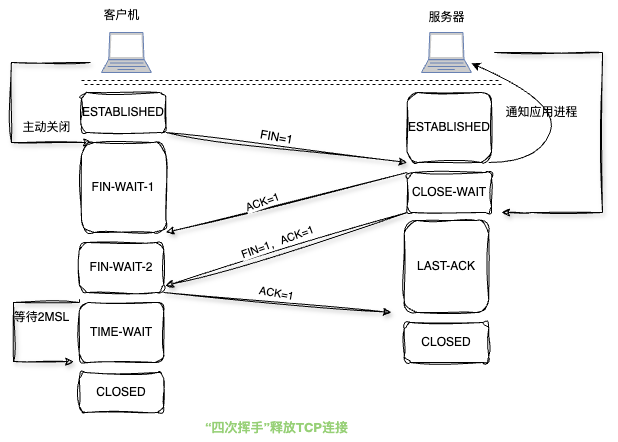 客户机
服务器
ESTABLISHED
ESTABLISHED
通知应用进程
主动关闭
FIN=1
FIN-WAIT-1
CLOSE-WAIT
ACK=1
FIN=1，ACK=1
FIN-WAIT-2
LAST-ACK
ACK=1
等待2MSL
TIME-WAIT
CLOSED
CLOSED
“四次挥手”释放TCP连接